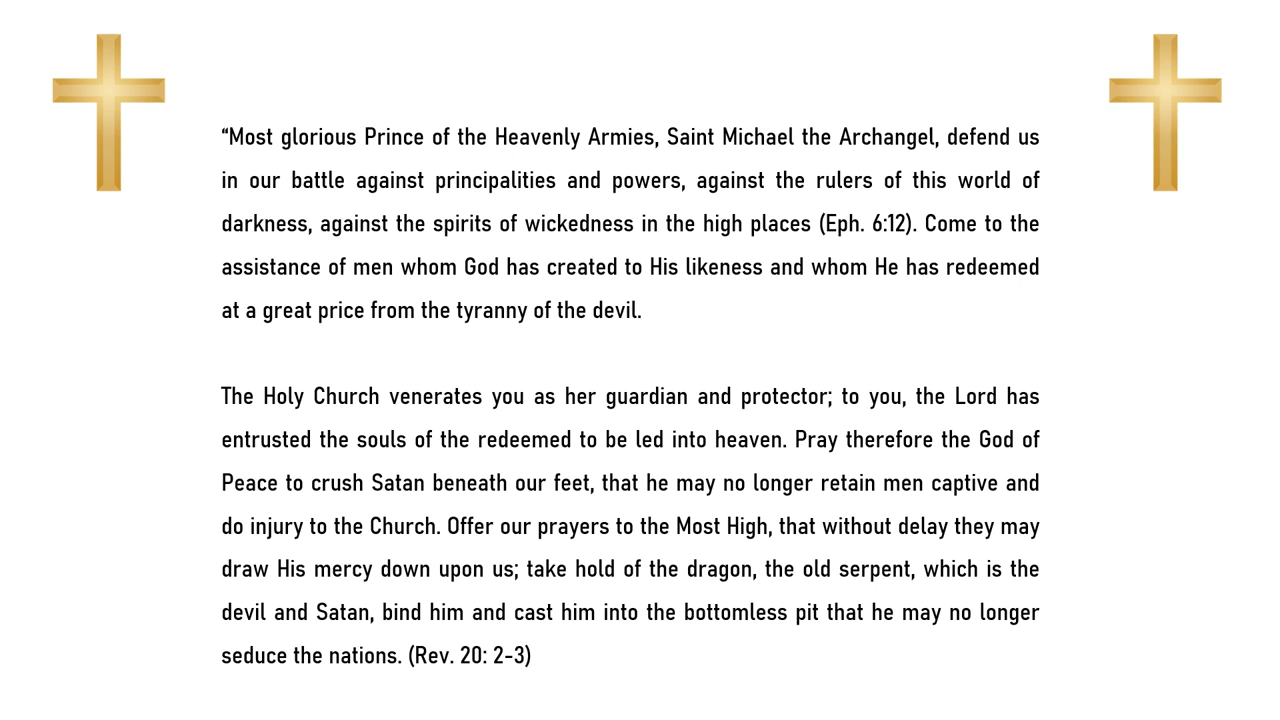 “Most glorious Prince of the Heavenly Armies, Saint Michael the Archangel, defend us
in our battle against principalities and powers, against the rulers of this world of
darkness, against the spirits of wickedness in the high places (Eph. 6:12). Come to the
assistance of men whom God has created to His likeness and whom He has redeemed
at a great price from the tyranny of the devil.
The Holy Church venerates you as her guardian and protector; to you, the Lord has
entrusted the souls of the redeemed to be led into heaven. Pray therefore the God of
Peace to crush Satan beneath our feet, that he may no longer retain men captive and
do injury to the Church. Offer our prayers to the Most High, that without delay they may
draw His mercy down upon us; take hold of the dragon, the old serpent, which is the
devil and Satan, bind him and cast him into the bottomless pit that he may no longer
seduce the nations. (Rev. 20: 2-3)